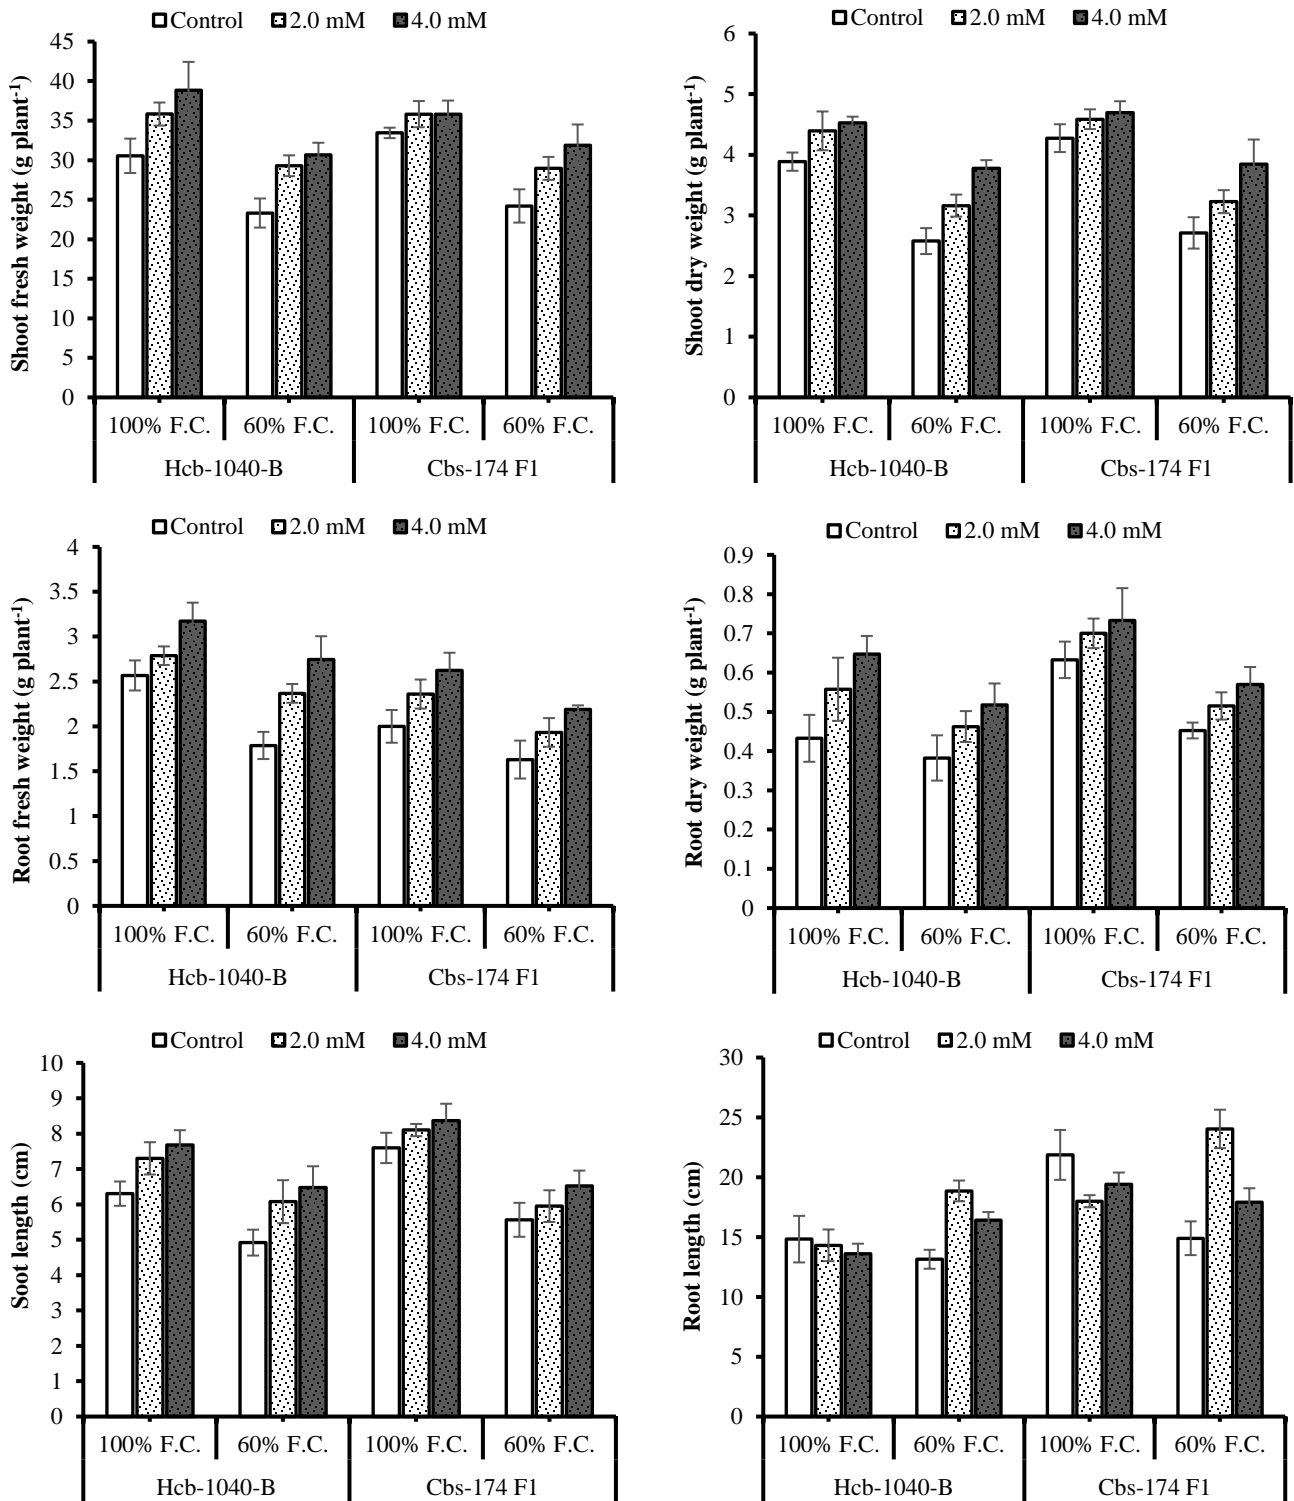 Control 2.0 mM 4.0 mM
Shoot fresh weight (g plant⁻¹)
45
40
35
30
25
20
15
10
5
0
100% F.C. 60% F.C. 100% F.C. 60% F.C.
Hcb-1040-B Cbs-174 F1
Control 2.0 mM 4.0 mM
Shoot dry weight (g plant⁻¹)
6
5
4
3
2
1
0
100% F.C. 60% F.C. 100% F.C. 60% F.C.
Hcb-1040-B Cbs-174 F1
Control 2.0 mM 4.0 mM
Root fresh weight (g plant⁻¹)
4
3.5
3
2.5
2
1.5
1
0.5
0
100% F.C. 60% F.C. 100% F.C. 60% F.C.
Hcb-1040-B Cbs-174 F1
Control 2.0 mM 4.0 mM
Root dry weight (g plant⁻¹)
0.9
0.8
0.7
0.6
0.5
0.4
0.3
0.2
0.1
0
100% F.C. 60% F.C. 100% F.C. 60% F.C.
Hcb-1040-B Cbs-174 F1
Control 2.0 mM 4.0 mM
Soot length (cm)
10
9
8
7
6
5
4
3
2
1
0
100% F.C. 60% F.C. 100% F.C. 60% F.C.
Hcb-1040-B Cbs-174 F1
Control 2.0 mM 4.0 mM
Root length (cm)
30
25
20
15
10
5
0
100% F.C. 60% F.C. 100% F.C. 60% F.C.
Hcb-1040-B Cbs-174 F1